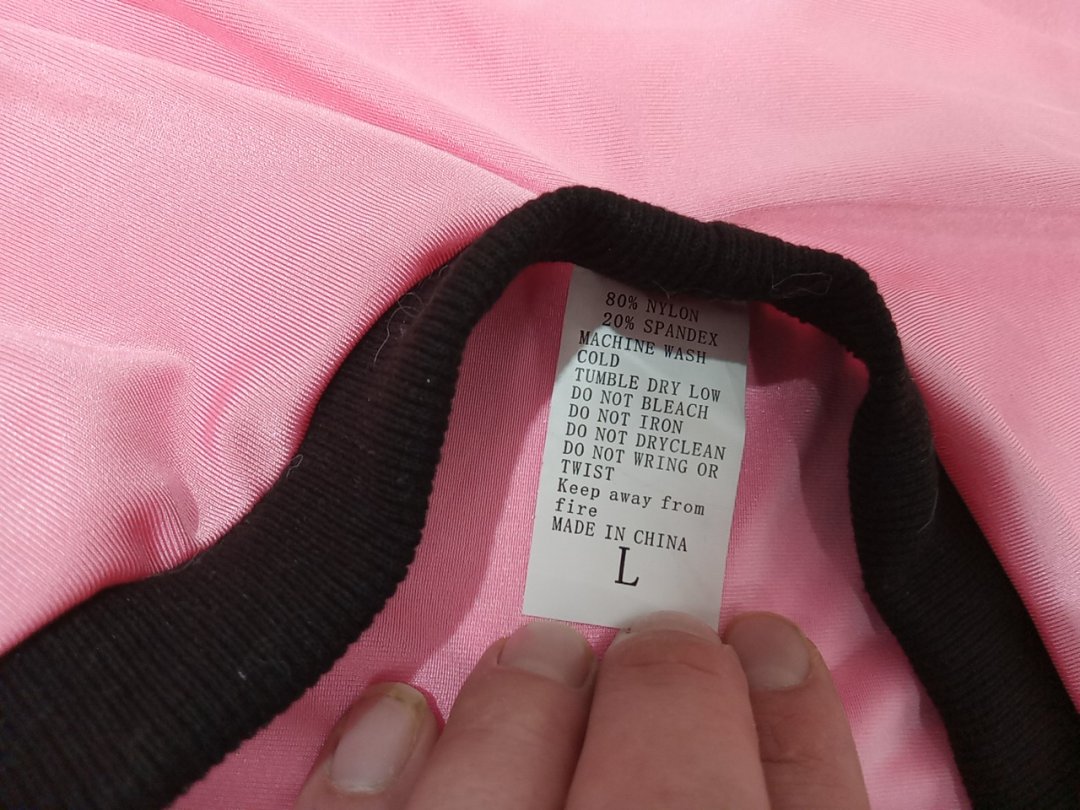 80% NYLON
20% SPANDEX
MACHINE WASH
COLD
TUMBLE DRY LOW
DO NOT BLEACH
DO NOT IRON
DO NOT DRYCLEAN
DO NOT WRING OR
TWIST
Keep away from
fire
MADE IN CHINA
L